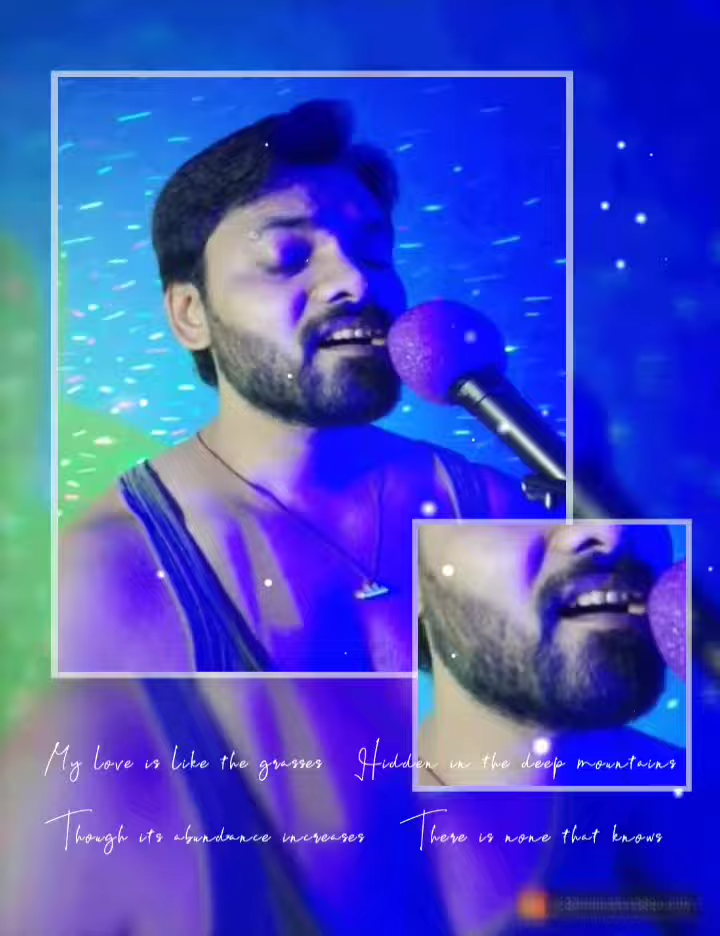 My love is like the grasses Hidden in the deep mountains
Though its abundance increases There is none that knows